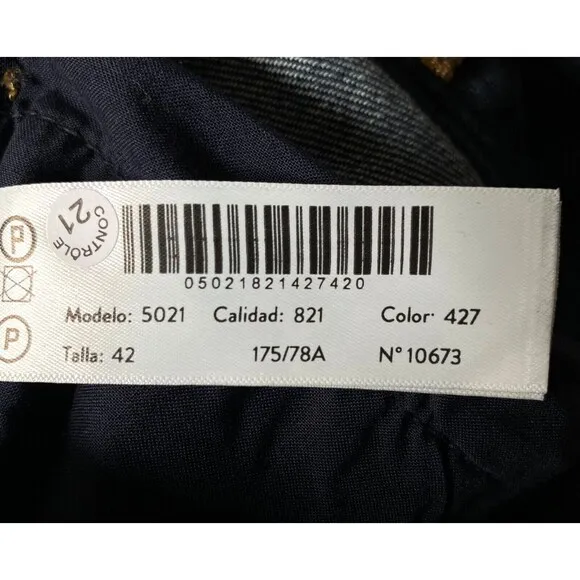 CONTROLE
21
P
P
05021821427420
Modelo: 5021 Calidad: 821 Color: 427
Talla: 42 175/78A N° 10673